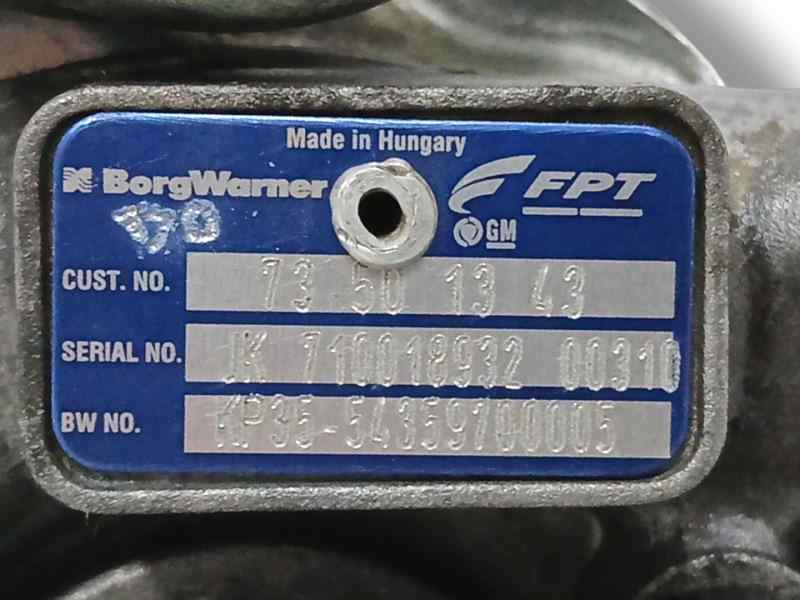 Made in Hungary
BorgWarner FPT
GM
CUST. NO. 73 50 13 43
SERIAL NO. JK 710018932 00310
BW NO. KP35-54359700005